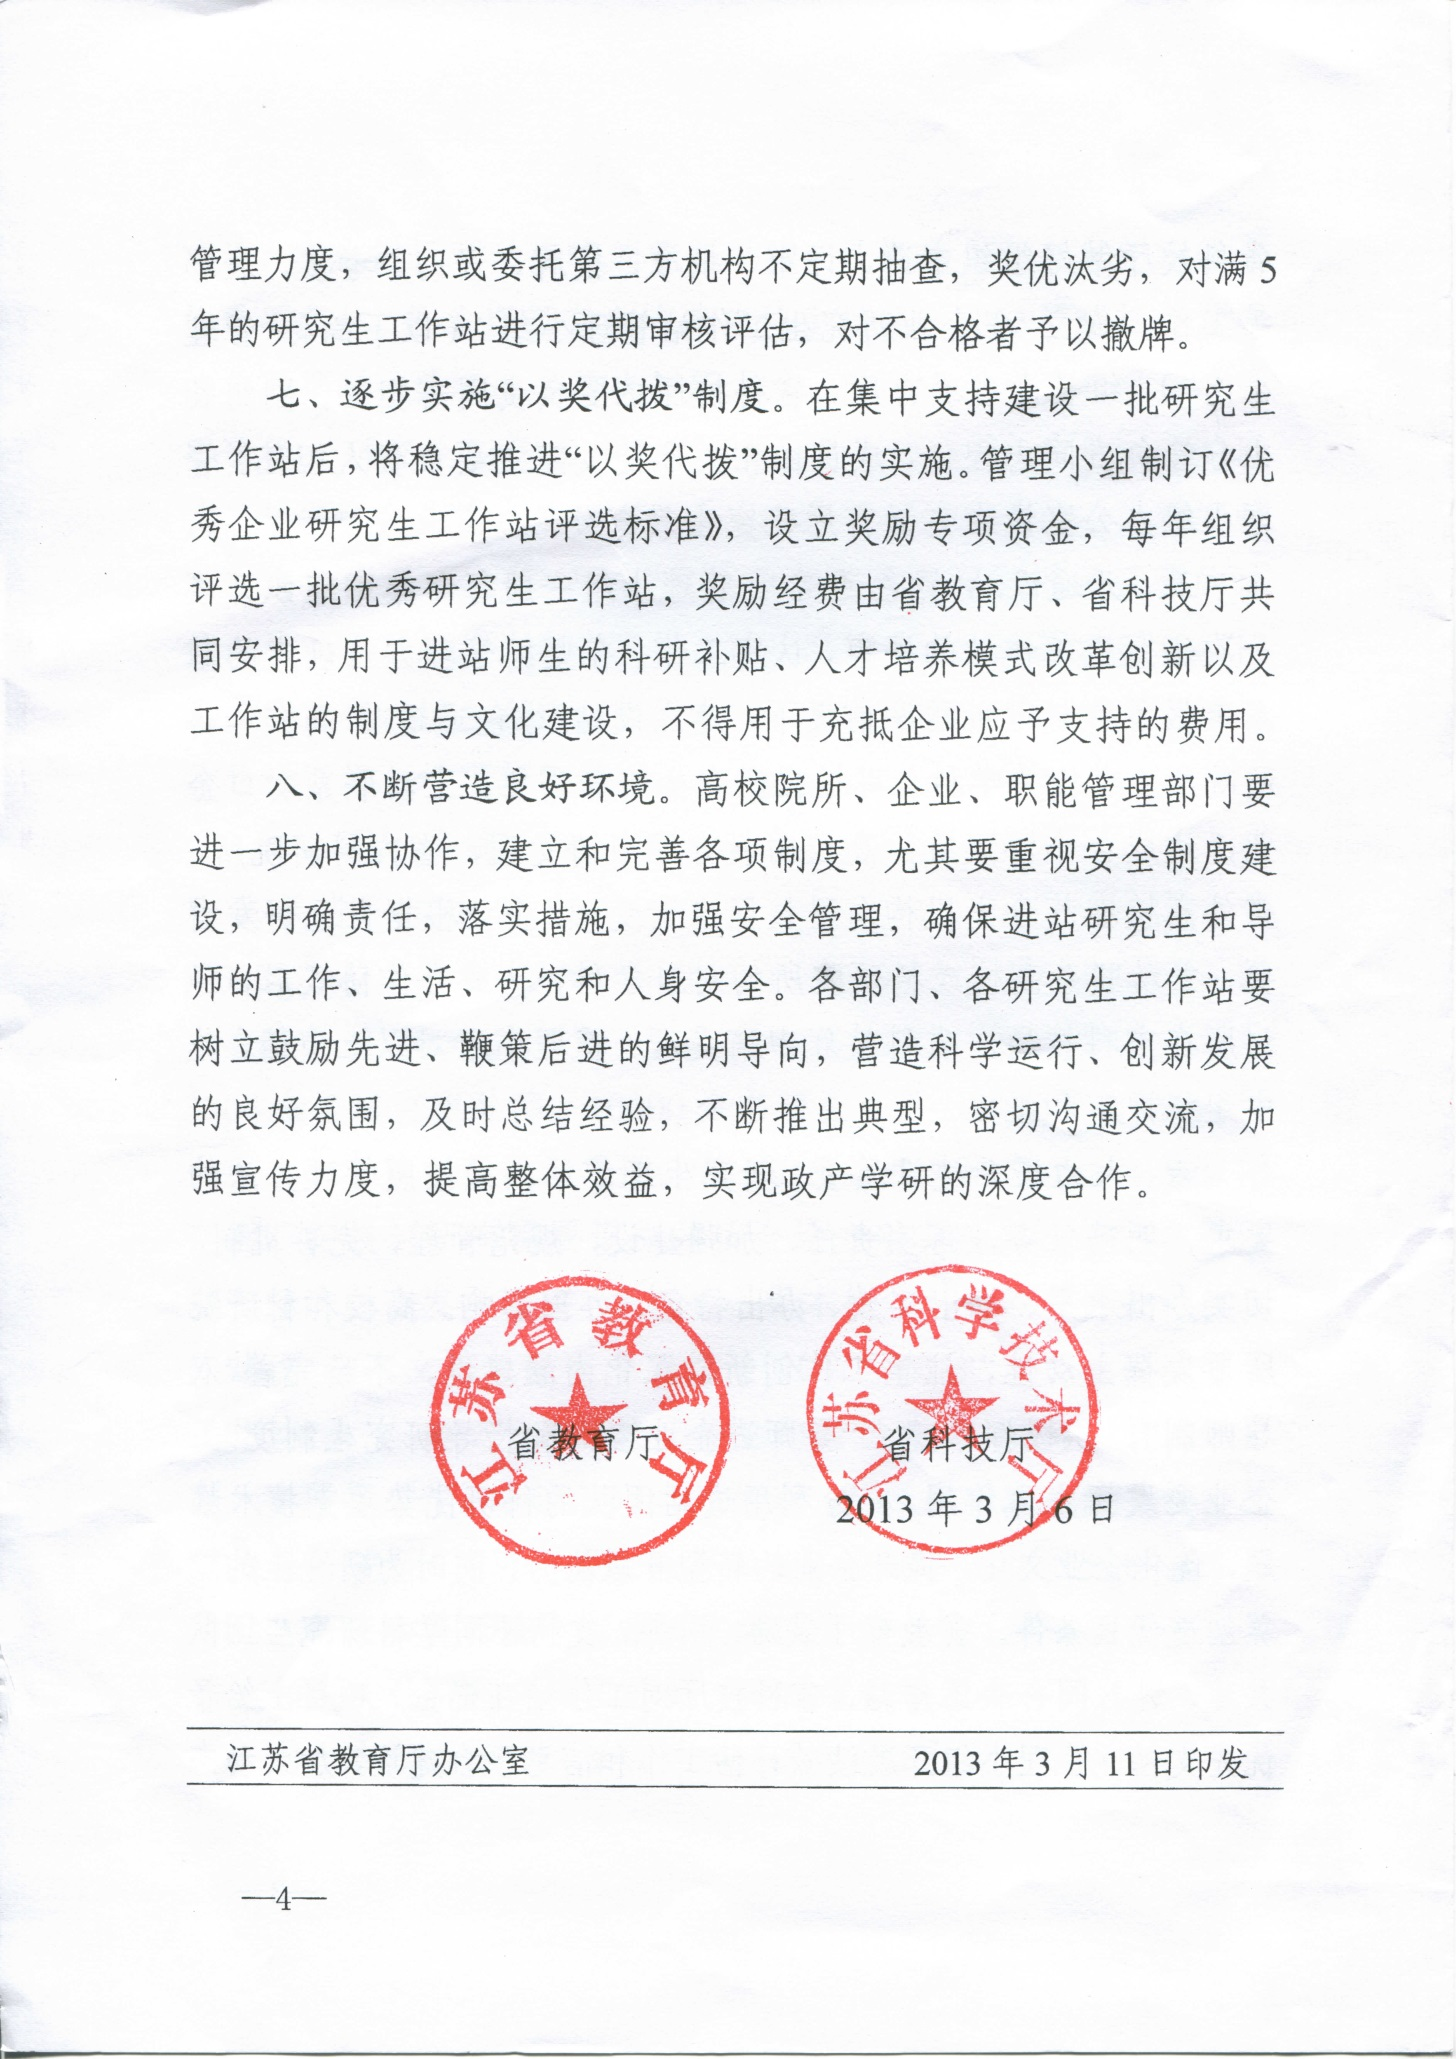 管理力度，组织或委托第三方机构不定期抽查，奖优汰劣，对满 5
年的研究生工作站进行定期审核评估，对不合格者予以撤牌。
七、逐步实施“以奖代拨”制度。在集中支持建设一批研究生
工作站后，将稳定推进“以奖代拨”制度的实施。管理小组制订《优
秀企业研究生工作站评选标准》，设立奖励专项资金，每年组织
评选一批优秀研究生工作站，奖励经费由省教育厅、省科技厅共
同安排，用于进站师生的科研补贴、人才培养模式改革创新以及
工作站的制度与文化建设，不得用于充抵企业应予支持的费用。
八、不断营造良好环境。高校院所、企业、职能管理部门要
进一步加强协作，建立和完善各项制度，尤其要重视安全制度建
设，明确责任，落实措施，加强安全管理，确保进站研究生和导
师的工作、生活、研究和人身安全。各部门、各研究生工作站要
树立鼓励先进、鞭策后进的鲜明导向，营造科学运行、创新发展
的良好氛围，及时总结经验，不断推出典型，密切沟通交流，加
强宣传力度，提高整体效益，实现政产学研的深度合作。
江苏省教育厅
江苏省科学技术厅
省教育厅 省科技厅
2013 年 3 月 6 日
江苏省教育厅办公室 2013 年 3 月 11 日印发
—4—